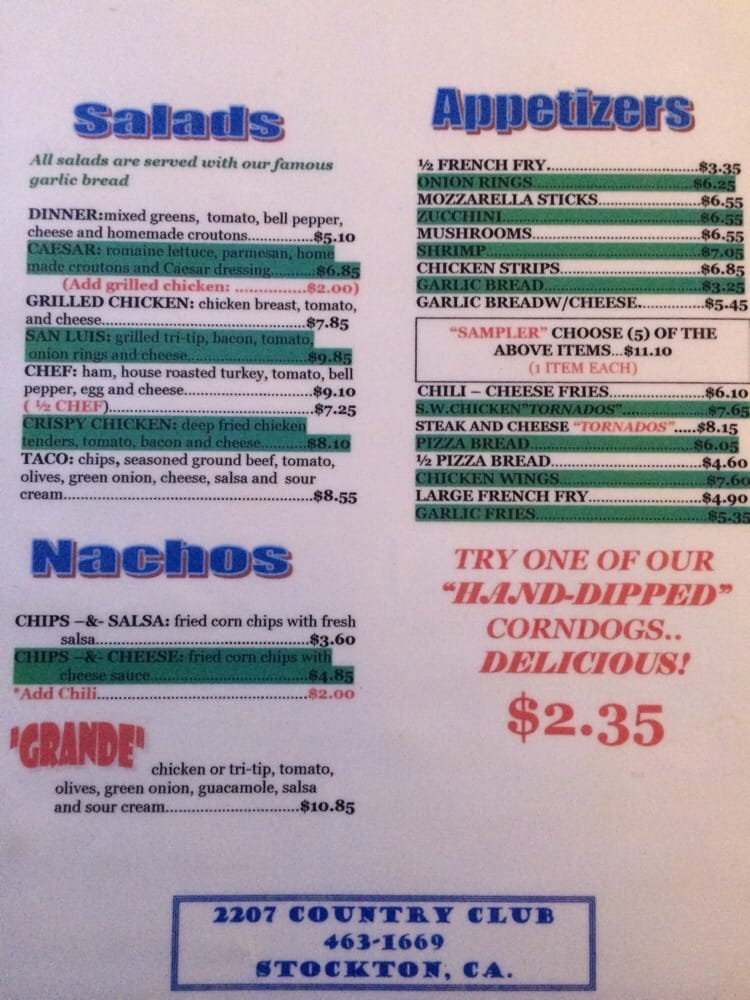 Salads
All salads are served with our famous
garlic bread
DINNER:mixed greens, tomato, bell pepper,
cheese and homemade croutons.............$5.10
CAESAR: romaine lettuce, parmesan, home
made croutons and Caesar dressing..........$6.85
(Add grilled chicken: ..............$2.00)
GRILLED CHICKEN: chicken breast, tomato,
and cheese............................................$7.85
SAN LUIS: grilled tri-tip, bacon, tomato,
onion rings and cheese..........................$9.85
CHEF: ham, house roasted turkey, tomato, bell
pepper, egg and cheese..........................$9.10
( ½ CHEF)...........................................$7.25
CRISPY CHICKEN: deep fried chicken
tenders, tomato, bacon and cheese..........$8.10
TACO: chips, seasoned ground beef, tomato,
olives, green onion, cheese, salsa and sour
cream....................................................$8.55
Nachos
CHIPS –&- SALSA: fried corn chips with fresh
salsa.............................................$3.60
CHIPS –&- CHEESE: fried corn chips with
cheese sauce.................................$4.85
*Add Chili...........................................$2.00
"GRANDE"
chicken or tri-tip, tomato,
olives, green onion, guacamole, salsa
and sour cream...........................$10.85
Appetizers
½ FRENCH FRY................................$3.35
ONION RINGS..................................$6.25
MOZZARELLA STICKS......................$6.55
ZUCCHINI.........................................$6.55
MUSHROOMS...................................$6.55
SHRIMP.............................................$7.05
CHICKEN STRIPS..............................$6.85
GARLIC BREAD.................................$3.25
GARLIC BREADW/CHEESE................$5.45
"SAMPLER" CHOOSE (5) OF THE
ABOVE ITEMS...$11.10
(1 ITEM EACH)
CHILI – CHEESE FRIES......................$6.10
S.W.CHICKEN"TORNADOS"................$7.65
STEAK AND CHEESE "TORNADOS".....$8.15
PIZZA BREAD....................................$6.05
½ PIZZA BREAD................................$4.60
CHICKEN WINGS...............................$7.60
LARGE FRENCH FRY.........................$4.90
GARLIC FRIES...................................$5.35
TRY ONE OF OUR
"HAND-DIPPED"
CORNDOGS..
DELICIOUS!
$2.35
2207 COUNTRY CLUB
463-1669
STOCKTON, CA.